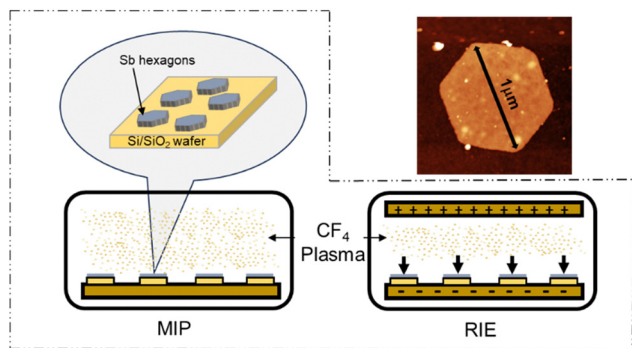 Sb hexagons
Si/SiO₂ wafer
1μm
CF₄
Plasma
+ + + + + + + + + + + +
- - - - - - - - - -
MIP
RIE